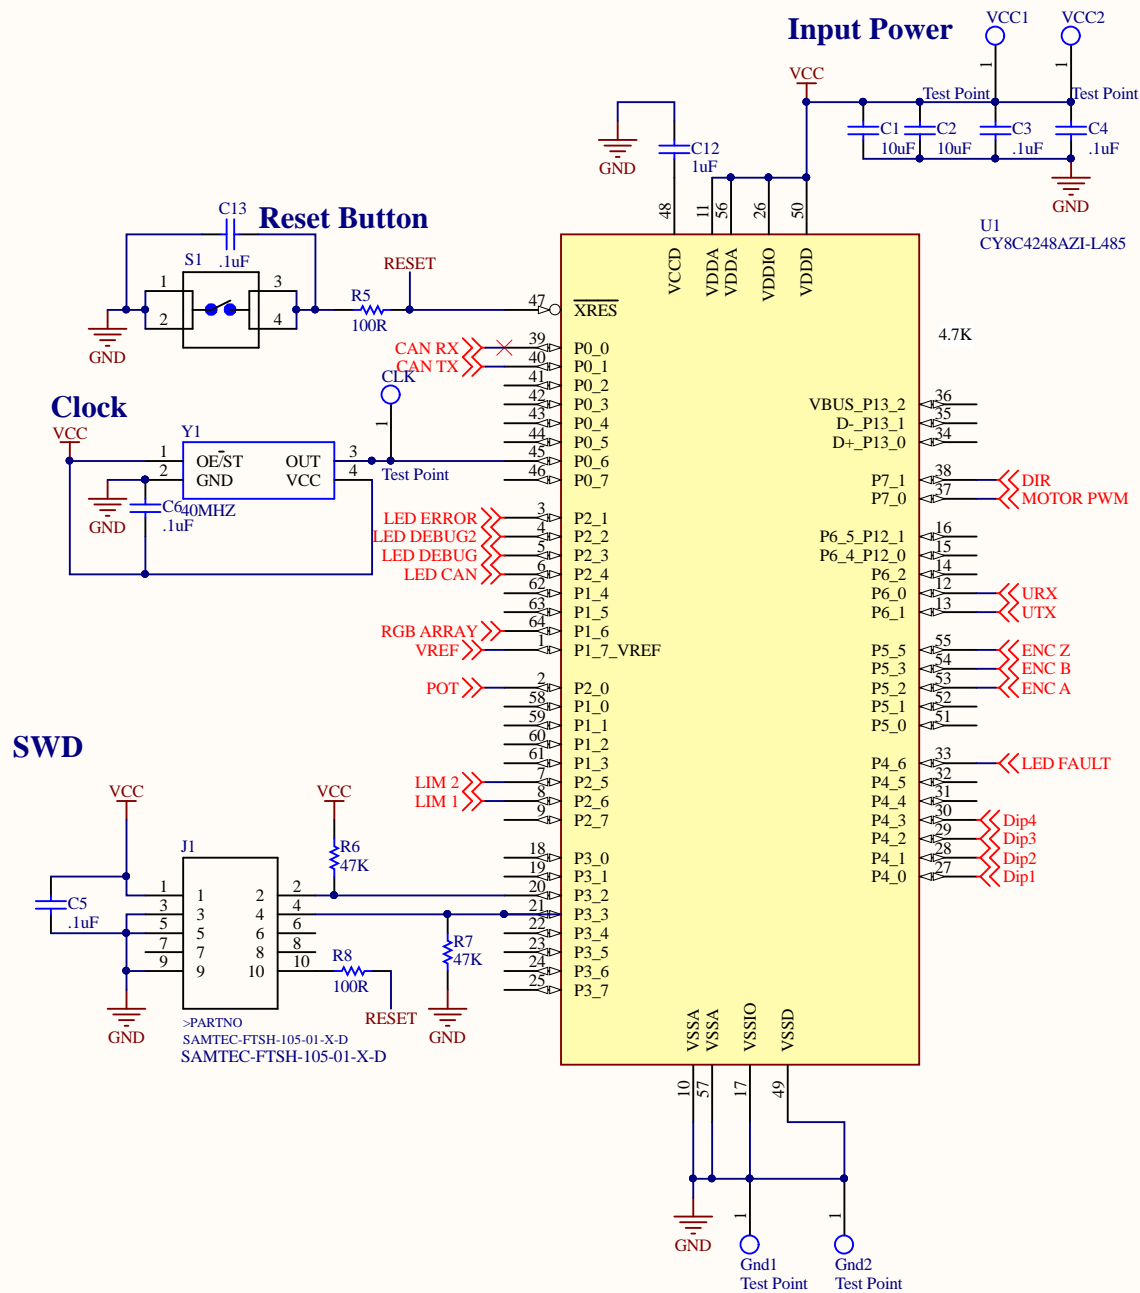 Input Power
VCC1
VCC2
1
1
Test Point
Test Point
VCC
C1
10uF
C2
10uF
C3
.1uF
C4
.1uF
GND
GND
C12
1uF
48
11
56
26
50
VCCD
VDDA
VDDA
VDDIO
VDDD
U1
CY8C4248AZI-L485
4.7K
Reset Button
C13
.1uF
S1
1
2
3
4
GND
R5
100R
RESET
47
XRES
CAN RX
39
P0_0
CAN TX
40
P0_1
41
P0_2
42
P0_3
43
P0_4
44
P0_5
45
P0_6
46
P0_7
CLK
1
Test Point
Clock
VCC
Y1
1
OE/ST
OUT
3
2
GND
VCC
4
GND
C6
.1uF
40MHZ
LED ERROR
3
P2_1
LED DEBUG2
4
P2_2
LED DEBUG
5
P2_3
LED CAN
6
P2_4
62
P1_4
63
P1_5
RGB ARRAY
64
P1_6
VREF
1
P1_7_VREF
POT
2
P2_0
58
P1_0
59
P1_1
60
P1_2
61
P1_3
LIM 2
7
P2_5
LIM 1
8
P2_6
9
P2_7
18
P3_0
19
P3_1
20
P3_2
21
P3_3
22
P3_4
23
P3_5
24
P3_6
25
P3_7
VBUS_P13_2
36
D-_P13_1
35
D+_P13_0
34
P7_1
38
DIR
P7_0
37
MOTOR PWM
P6_5_P12_1
16
P6_4_P12_0
15
P6_2
14
P6_0
12
URX
P6_1
13
UTX
P5_5
55
ENC Z
P5_3
54
ENC B
P5_2
53
ENC A
P5_1
52
P5_0
51
P4_6
33
LED FAULT
P4_5
32
P4_4
31
P4_3
30
Dip4
P4_2
29
Dip3
P4_1
28
Dip2
P4_0
27
Dip1
SWD
VCC
VCC
J1
R6
47K
1
1
2
2
3
3
4
4
5
5
6
6
7
7
8
8
9
9
10
10
C5
.1uF
GND
R7
47K
GND
R8
100R
RESET
>PARTNO
SAMTEC-FTSH-105-01-X-D
SAMTEC-FTSH-105-01-X-D
VSSA
VSSA
VSSIO
VSSD
10
57
17
49
GND
1
1
Gnd1
Test Point
Gnd2
Test Point